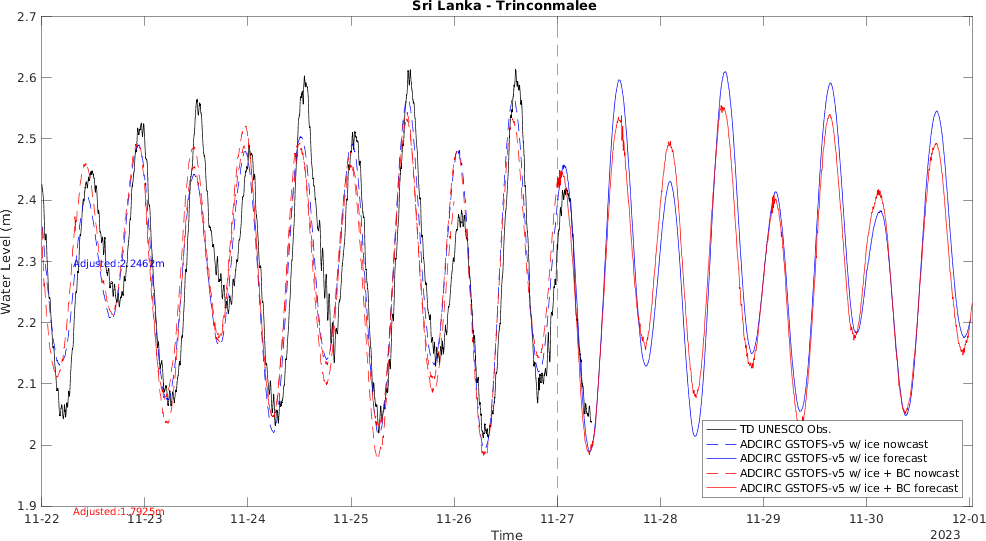 Sri Lanka - Trinconmalee
2.7
2.6
2.5
2.4
2.3
2.2
2.1
2
1.9
Water Level (m)
Adjusted:2.2462m
Adjusted:1.7925m
TD UNESCO Obs.
ADCIRC GSTOFS-v5 w/ ice nowcast
ADCIRC GSTOFS-v5 w/ ice forecast
ADCIRC GSTOFS-v5 w/ ice + BC nowcast
ADCIRC GSTOFS-v5 w/ ice + BC forecast
11-22 11-23 11-24 11-25 11-26 11-27 11-28 11-29 11-30 12-01
Time
2023